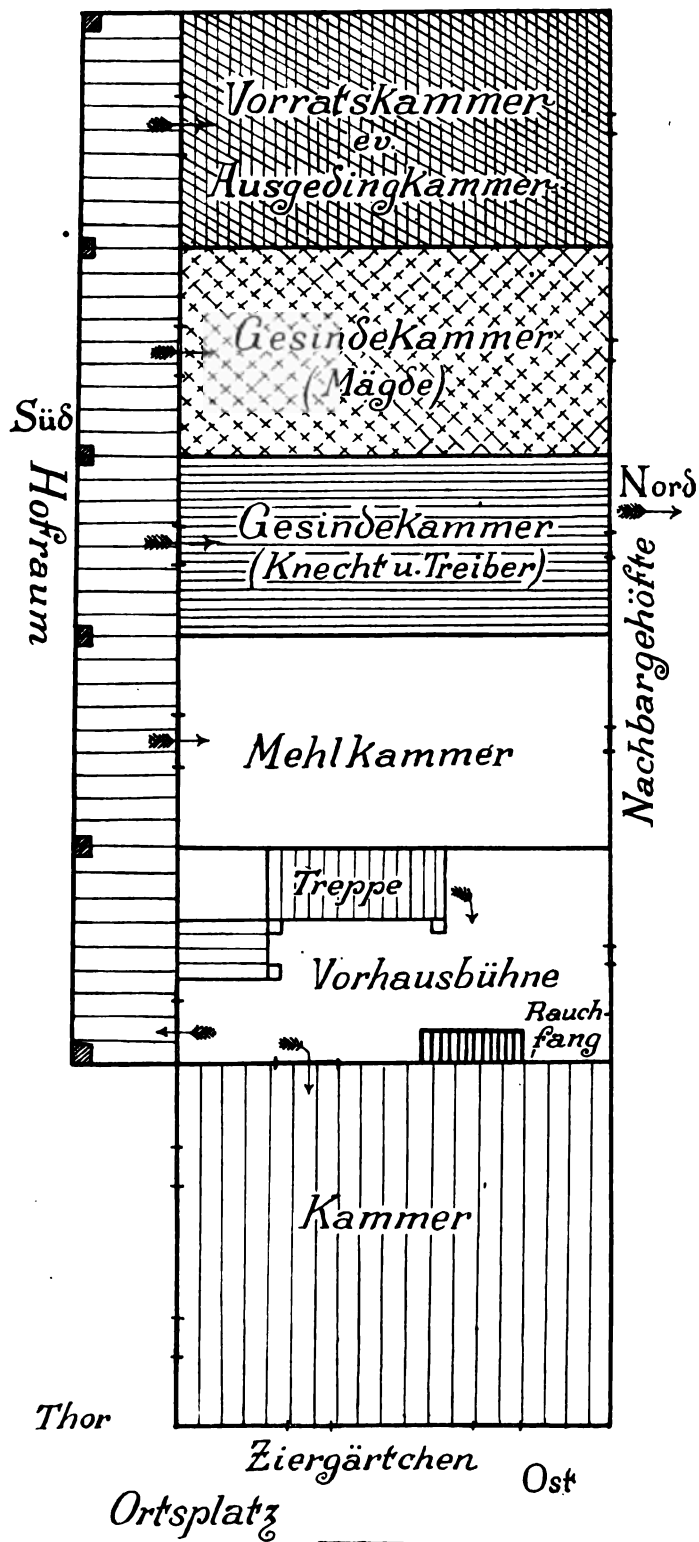 Vorratskammer
ev.
Ausgedingkammer
Gesindekammer
(Mägde)
Süd
Hofraum
Gesindekammer
(Knecht u. Treiber)
Nord
Nachbargehöfte
Mehlkammer
Treppe
Vorhausbühne
Rauch-
fang
Kammer
Thor
Ziergärtchen
Ost
Ortsplatz